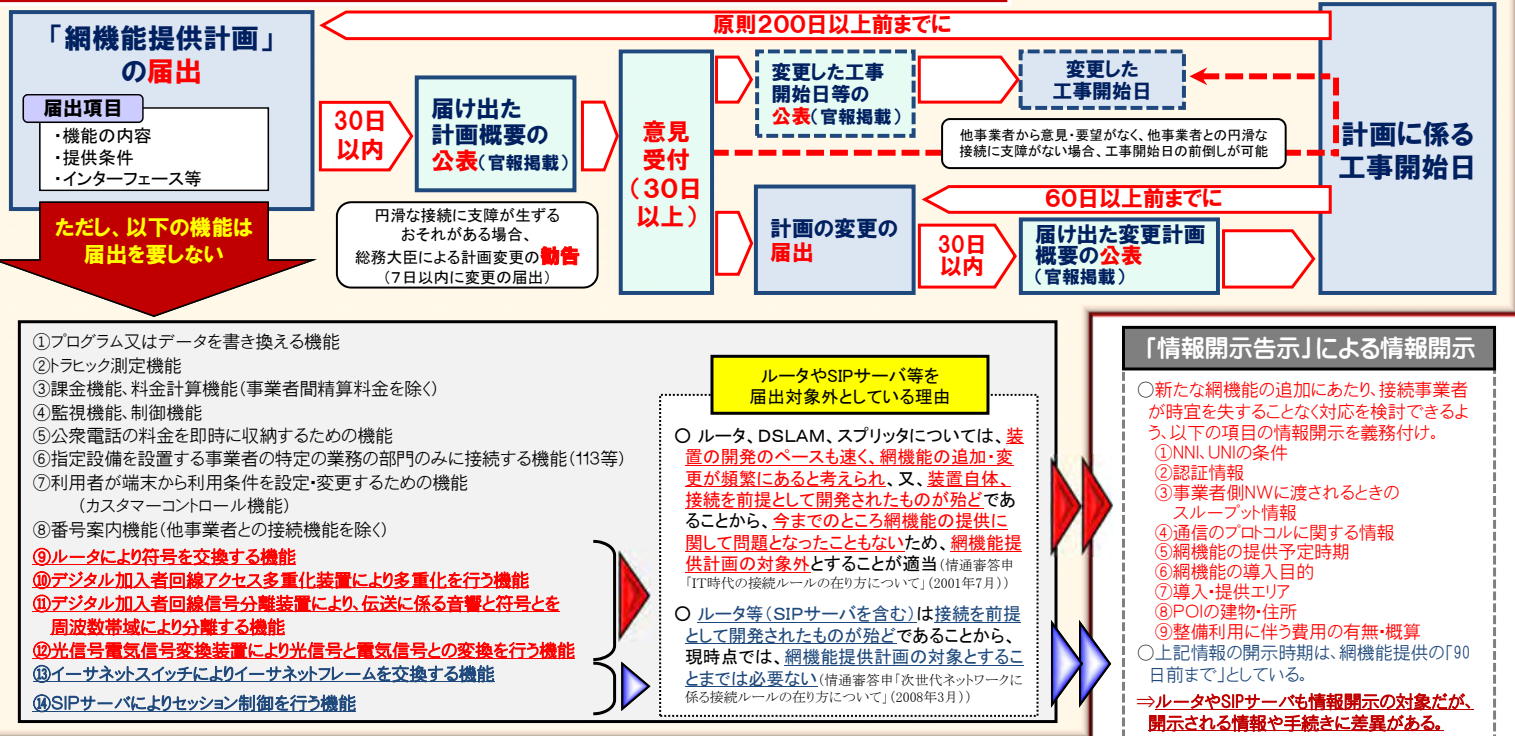 原則200日以上前までに
「網機能提供計画」
の届出
届出項目
・機能の内容
・提供条件
・インターフェース等
30日
以内
届け出た
計画概要の
公表(官報掲載)
意見
受付
(30日
以上)
変更した工事
開始日等の
公表(官報掲載)
変更した
工事開始日
他事業者から意見・要望がなく、他事業者との円滑な
接続に支障がない場合、工事開始日の前倒しが可能
計画に係る
工事開始日
60日以上前までに
計画の変更の
届出
30日
以内
届け出た変更計画
概要の公表
(官報掲載)
円滑な接続に支障が生ずる
おそれがある場合、
総務大臣による計画変更の勧告
(7日以内に変更の届出)
ただし、以下の機能は
届出を要しない
①プログラム又はデータを書き換える機能
②トラヒック測定機能
③課金機能、料金計算機能(事業者間精算料金を除く)
④監視機能、制御機能
⑤公衆電話の料金を即時に収納するための機能
⑥指定設備を設置する事業者の特定の業務の部門のみに接続する機能(113等)
⑦利用者が端末から利用条件を設定・変更するための機能
(カスタマーコントロール機能)
⑧番号案内機能(他事業者との接続機能を除く)
⑨ルータにより符号を交換する機能
⑩デジタル加入者回線アクセス多重化装置により多重化を行う機能
⑪デジタル加入者回線信号分離装置により、伝送に係る音響と符号とを
周波数帯域により分離する機能
⑫光信号電気信号変換装置により光信号と電気信号との変換を行う機能
⑬イーサネットスイッチによりイーサネットフレームを交換する機能
⑭SIPサーバによりセッション制御を行う機能
ルータやSIPサーバ等を
届出対象外としている理由
○ ルータ、DSLAM、スプリッタについては、装
置の開発のペースも速く、網機能の追加・変
更が頻繁にあると考えられ、又、装置自体、
接続を前提として開発されたものが殆どであ
ることから、今までのところ網機能の提供に
関して問題となったこともないため、網機能提
供計画の対象外とすることが適当(情通審答申
「IT時代の接続ルールの在り方について」(2001年7月))
○ ルータ等(SIPサーバを含む)は接続を前提
として開発されたものが殆どであることから、
現時点では、網機能提供計画の対象とするこ
とまでは必要ない(情通審答申「次世代ネットワークに
係る接続ルールの在り方について」(2008年3月))
「情報開示告示」による情報開示
○新たな網機能の追加にあたり、接続事業者
が時宜を失することなく対応を検討できるよ
う、以下の項目の情報開示を義務付け。
①NNI、UNIの条件
②認証情報
③事業者側NWに渡されるときの
スループット情報
④通信のプロトコルに関する情報
⑤網機能の提供予定時期
⑥網機能の導入目的
⑦導入・提供エリア
⑧POIの建物・住所
⑨整備利用に伴う費用の有無・概算
○上記情報の開示時期は、網機能提供の「90
日前まで」としている。
⇒ルータやSIPサーバも情報開示の対象だが、
開示される情報や手続きに差異がある。